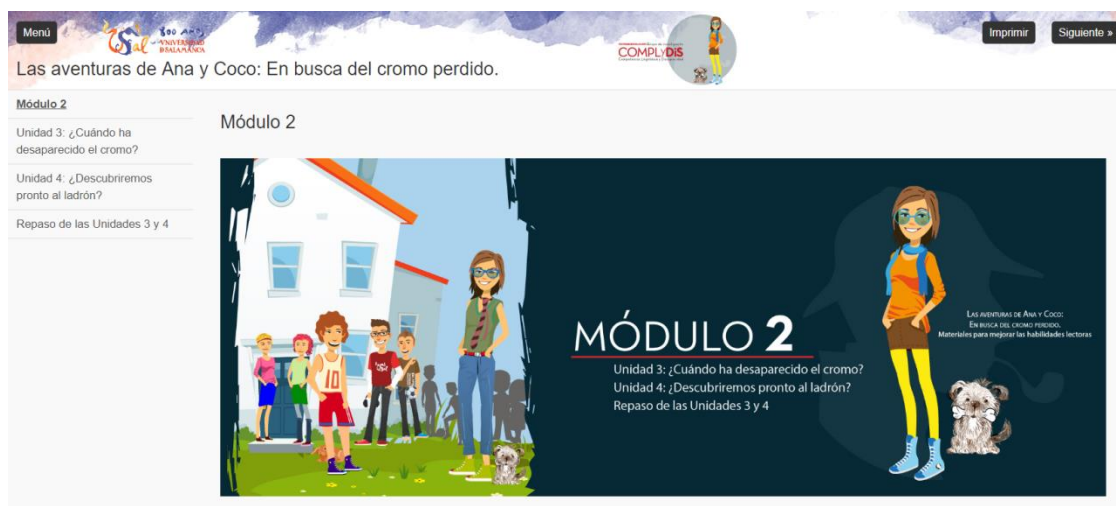 Menú
800 AÑOS
VNiVERSiDAD
D SALAMANCA
COMPLYDiS
Imprimir
Siguiente »
Las aventuras de Ana y Coco: En busca del cromo perdido.
Módulo 2
Unidad 3: ¿Cuándo ha
desaparecido el cromo?
Unidad 4: ¿Descubriremos
pronto al ladrón?
Repaso de las Unidades 3 y 4
Módulo 2
10
MÓDULO 2
Unidad 3: ¿Cuándo ha desaparecido el cromo?
Unidad 4: ¿Descubriremos pronto al ladrón?
Repaso de las Unidades 3 y 4
Las aventuras de Ana y Coco:
En busca del cromo perdido.
Materiales para mejorar las habilidades lectoras